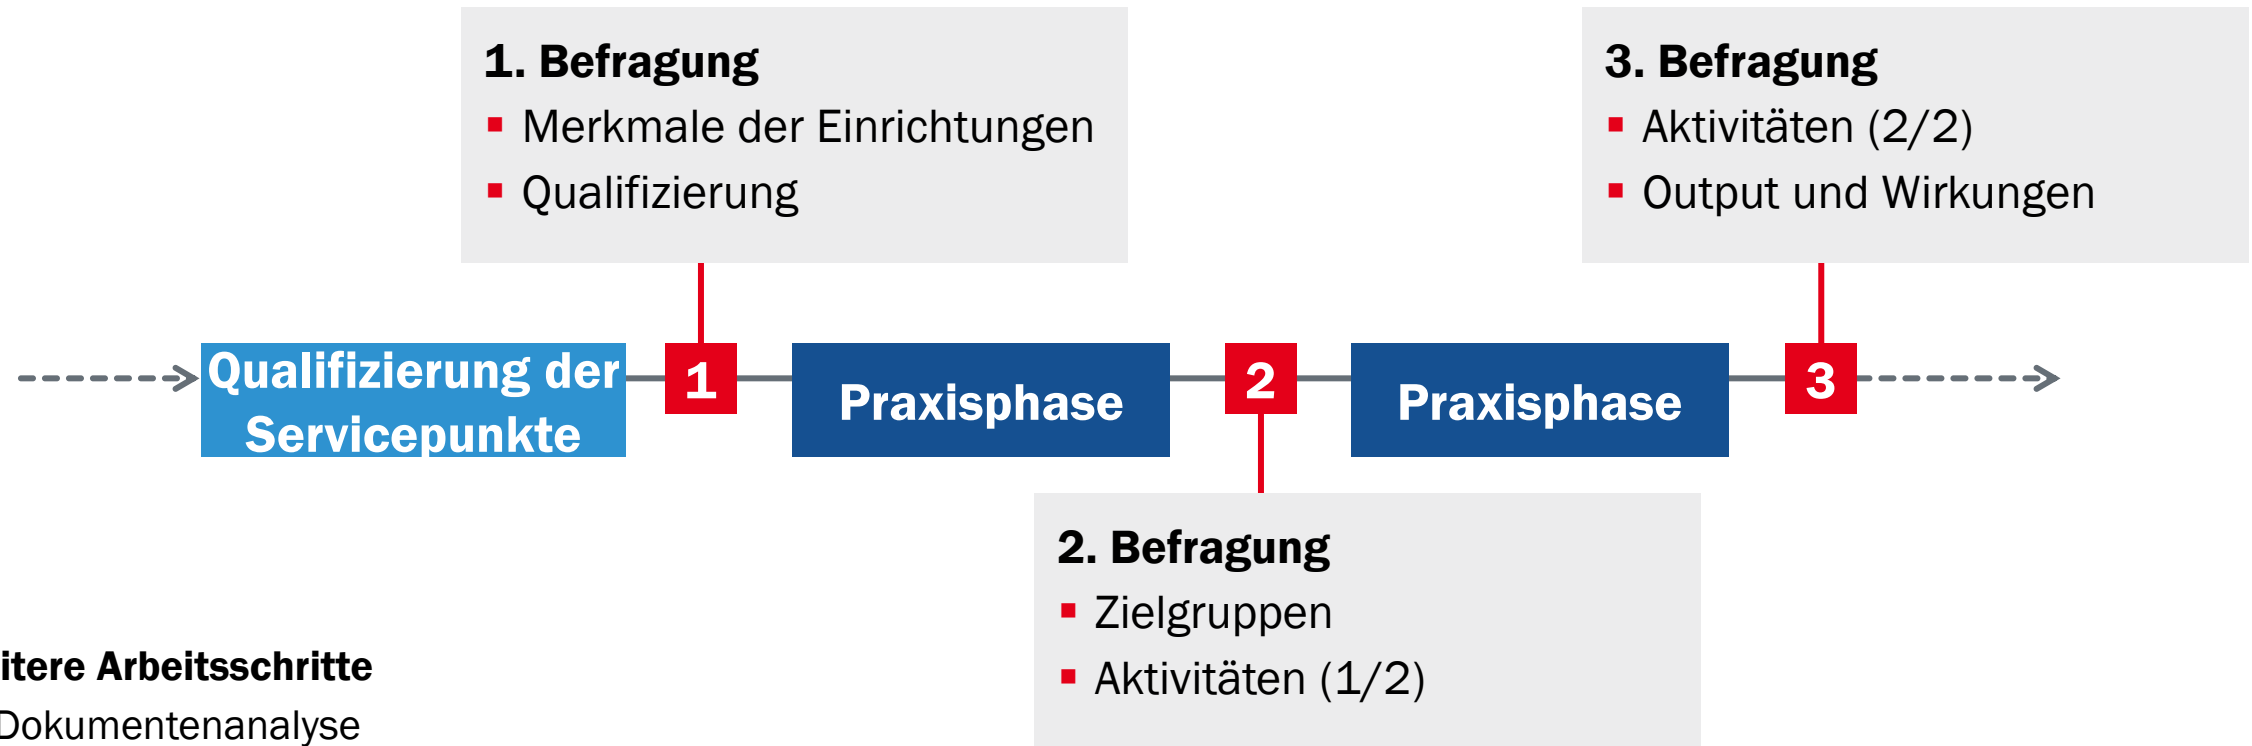 1. Befragung
Merkmale der Einrichtungen
Qualifizierung
3. Befragung
Aktivitäten (2/2)
Output und Wirkungen
Qualifizierung der
Servicepunkte
1
Praxisphase
2
Praxisphase
3
2. Befragung
Zielgruppen
Aktivitäten (1/2)
itere Arbeitsschritte
Dokumentenanalyse